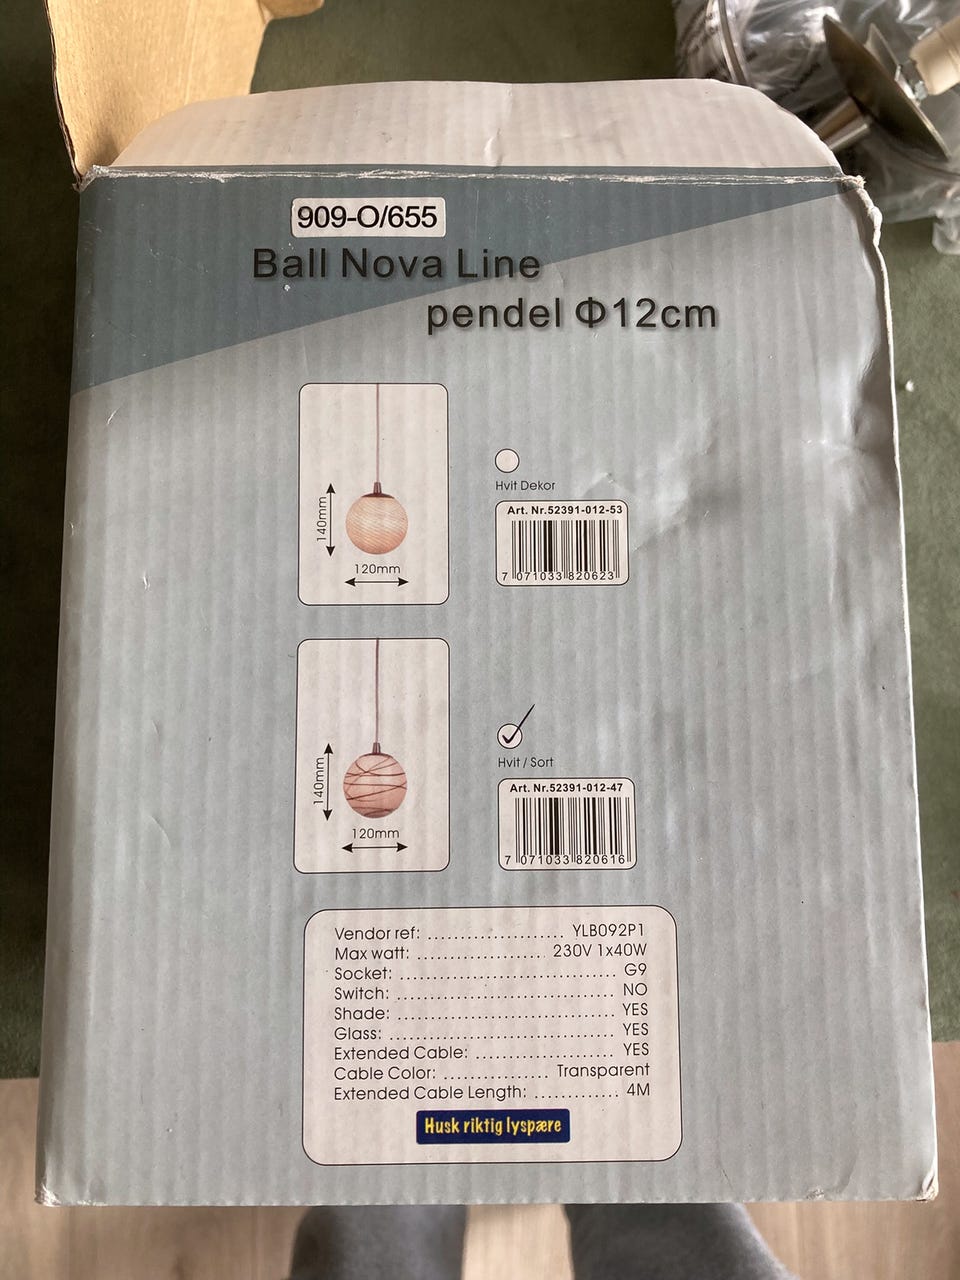 909-O/655
Ball Nova Line
pendel Φ12cm
140mm
120mm
Hvit Dekor
Art. Nr.52391-012-53
7 071033 820623
140mm
120mm
Hvit / Sort
Art. Nr.52391-012-47
7 071033 820616
Vendor ref: ........................ YLB092P1
Max watt: ................. 230V 1x40W
Socket: ....................................... G9
Switch: ...................................... NO
Shade: ..................................... YES
Glass: ...................................... YES
Extended Cable: ....................... YES
Cable Color: ................ Transparent
Extended Cable Length: ............. 4M
Husk riktig lyspære